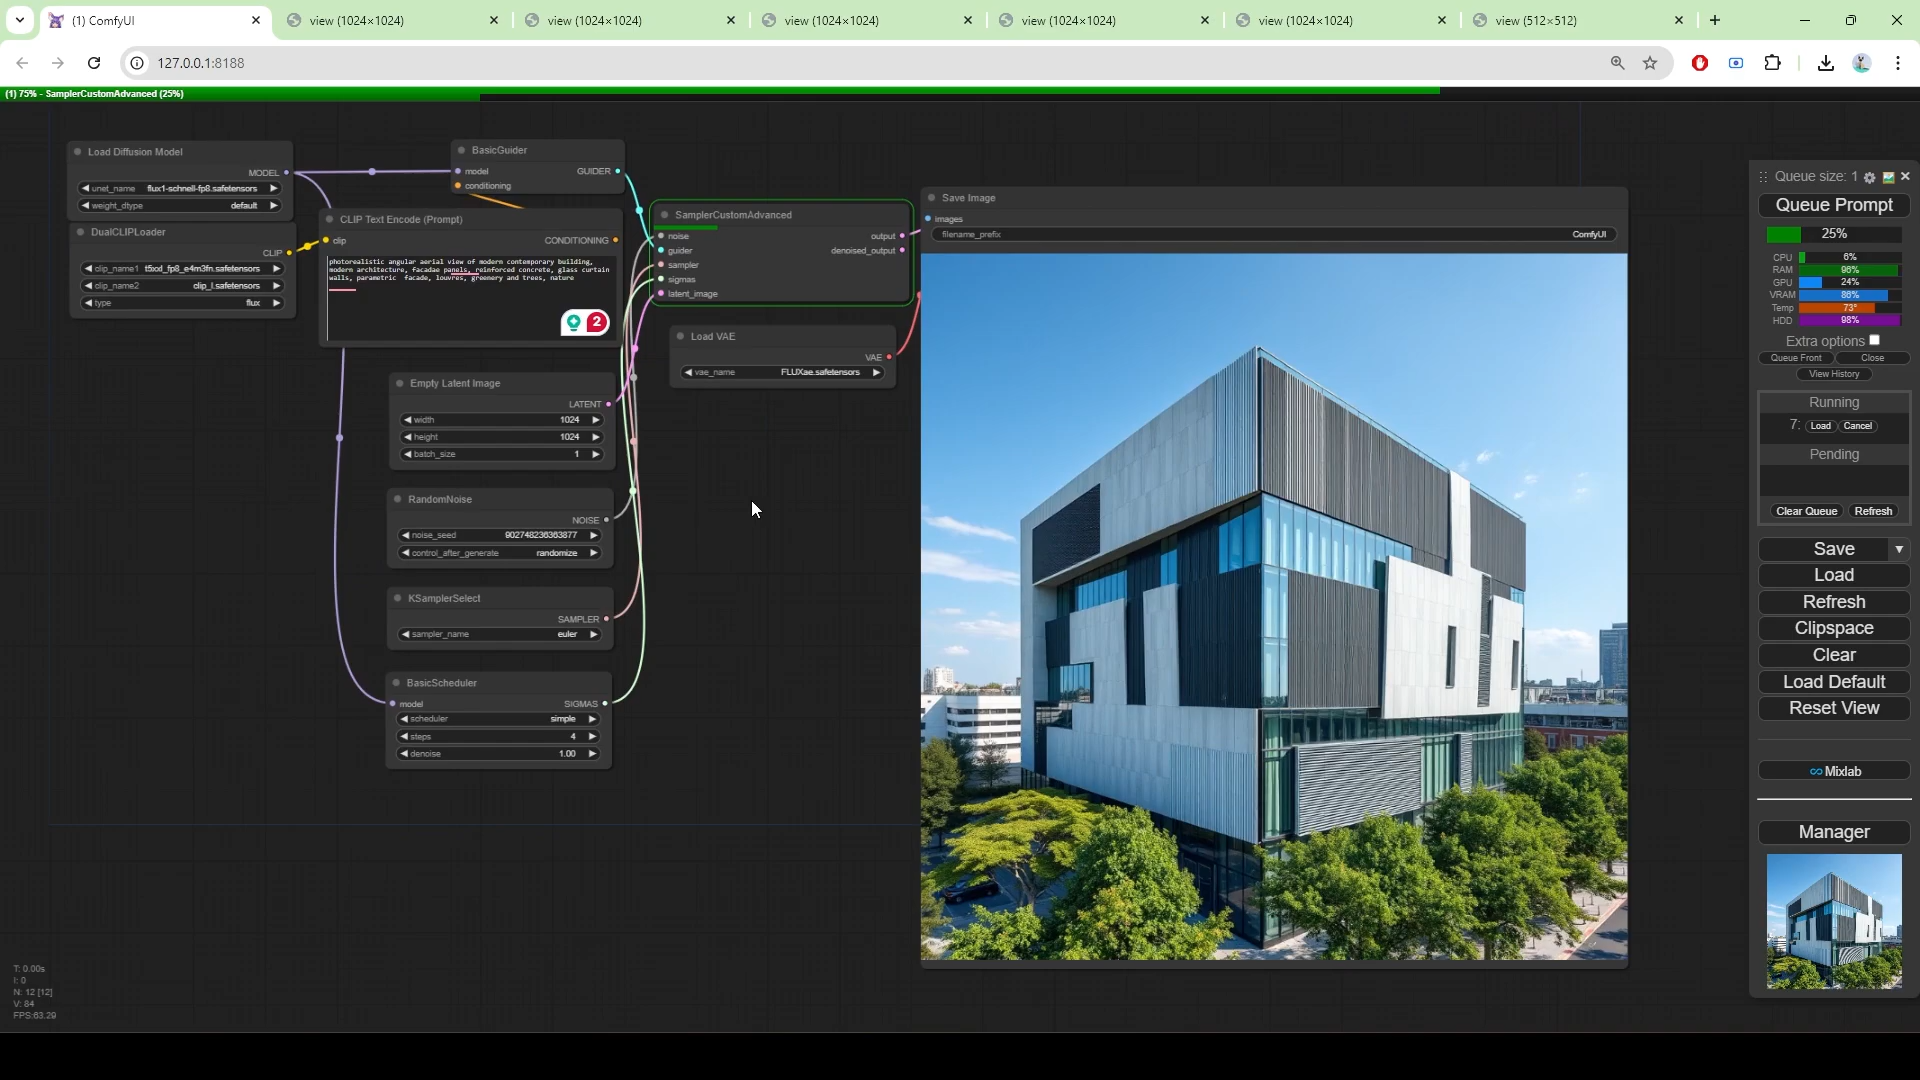 (1) ComfyUI
view (1024×1024)
view (1024×1024)
view (1024×1024)
view (1024×1024)
view (1024×1024)
view (512×512)
127.0.0.1:8188
(1) 75% - SamplerCustomAdvanced (25%)
Load Diffusion Model
MODEL
unet_name flux1-schnell-fp8.safetensors
weight_dtype default
DualCLIPLoader
CLIP
clip_name1 t5xxl_fp8_e4m3fn.safetensors
clip_name2 clip_l.safetensors
type flux
BasicGuider
model GUIDER
conditioning
CLIP Text Encode (Prompt)
clip CONDITIONING
photorealistic angular aerial view of modern contemporary building,
modern architecture, facadae panels, reinforced concrete, glass curtain
walls, parametric facade, louvres, greenery and trees, nature
2
Empty Latent Image
LATENT
width 1024
height 1024
batch_size 1
RandomNoise
NOISE
noise_seed 902748236363877
control_after_generate randomize
KSamplerSelect
SAMPLER
sampler_name euler
BasicScheduler
model SIGMAS
scheduler simple
steps 4
denoise 1.00
SamplerCustomAdvanced
noise output
guider denoised_output
sampler
sigmas
latent_image
Load VAE
VAE
vae_name FLUXae.safetensors
Save Image
images
filename_prefix ComfyUI
Queue size: 1
Queue Prompt
25%
CPU 6%
RAM 96%
GPU 24%
VRAM 86%
Temp 73°
HDD 98%
Extra options
Queue Front Close
View History
Running
7: Load Cancel
Pending
Clear Queue Refresh
Save
Load
Refresh
Clipspace
Clear
Load Default
Reset View
Mixlab
Manager
T: 0.00s
I: 0
N: 12 [12]
V: 84
FPS:63.29